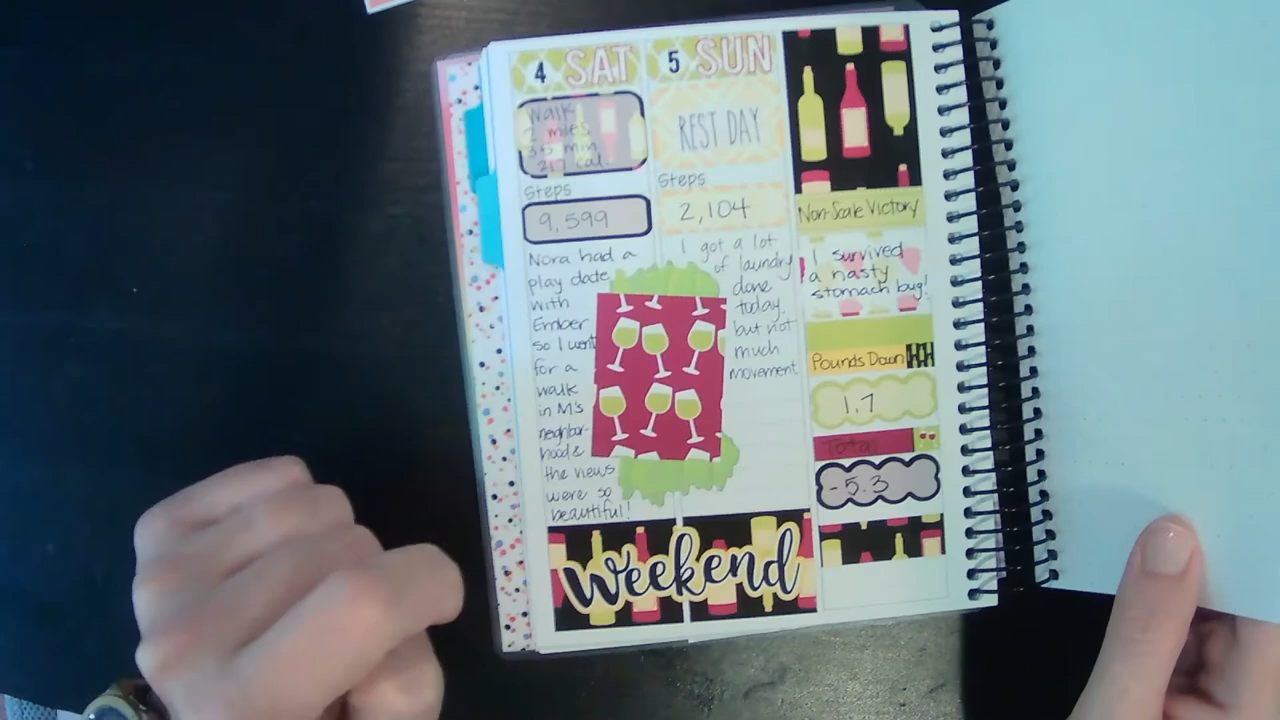 4 SAT
Walk
2 miles
35 min
317 cal.
Steps
9,599
Nora had a
play date
with
Ember
so I went
for a
walk
in M's
neighbor-
hood &
the views
were so
beautiful!
5 SUN
REST DAY
Steps
2,104
I got a lot
of laundry
done
today,
but not
much
movement
weekend
Non-Scale Victory
I survived
a nasty
stomach bug!
Pounds Down
1.7
Total
-5.3